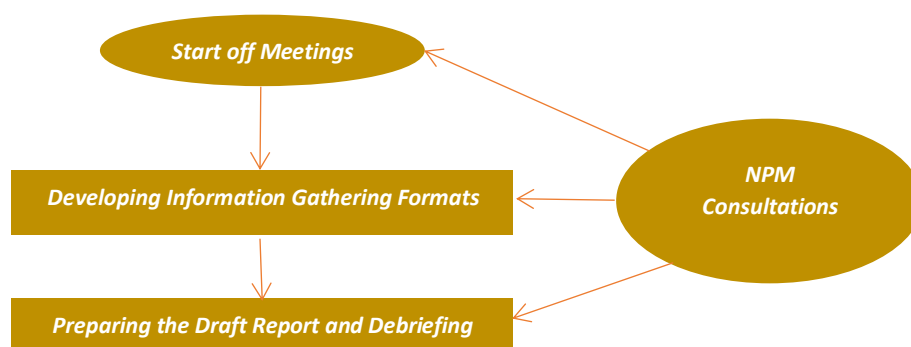 Start off Meetings
Developing Information Gathering Formats
NPM
Consultations
Preparing the Draft Report and Debriefing